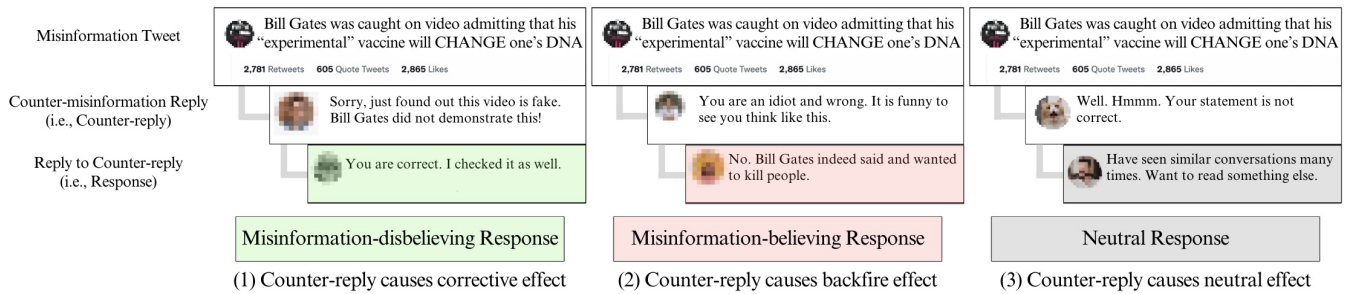 Misinformation Tweet
Bill Gates was caught on video admitting that his
“experimental” vaccine will CHANGE one’s DNA
2,781 Retweets 605 Quote Tweets 2,865 Likes
Bill Gates was caught on video admitting that his
“experimental” vaccine will CHANGE one’s DNA
2,781 Retweets 605 Quote Tweets 2,865 Likes
Bill Gates was caught on video admitting that his
“experimental” vaccine will CHANGE one’s DNA
2,781 Retweets 605 Quote Tweets 2,865 Likes
Counter-misinformation Reply
(i.e., Counter-reply)
Sorry, just found out this video is fake.
Bill Gates did not demonstrate this!
You are an idiot and wrong. It is funny to
see you think like this.
Well. Hmmm. Your statement is not
correct.
Reply to Counter-reply
(i.e., Response)
You are correct. I checked it as well.
No. Bill Gates indeed said and wanted
to kill people.
Have seen similar conversations many
times. Want to read something else.
Misinformation-disbelieving Response
Misinformation-believing Response
Neutral Response
(1) Counter-reply causes corrective effect
(2) Counter-reply causes backfire effect
(3) Counter-reply causes neutral effect